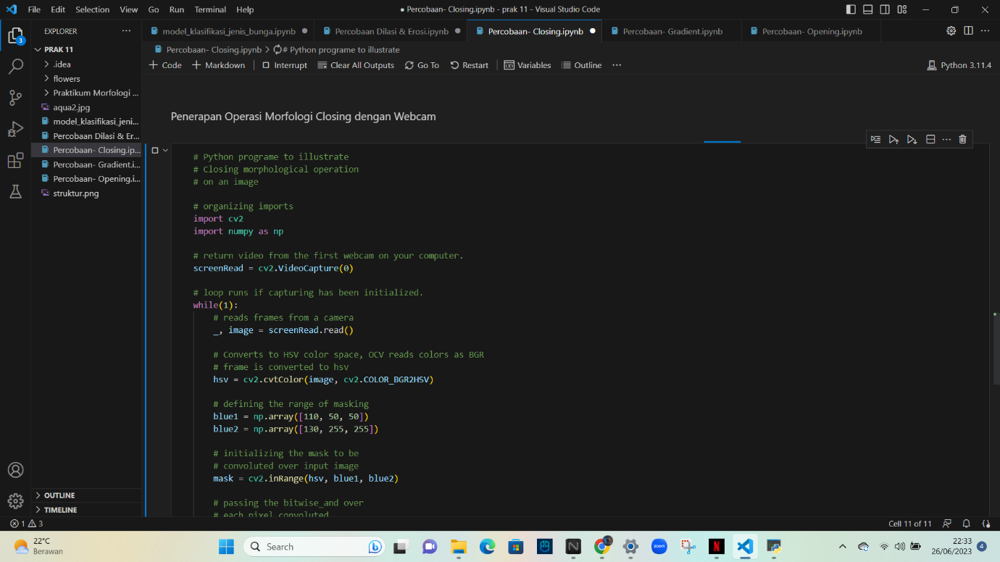 File Edit Selection View Go Run Terminal Help
● Percobaan- Closing.ipynb - prak 11 - Visual Studio Code
EXPLORER
model_klasifikasi_jenis_bunga.ipynb
Percobaan Dilasi & Erosi.ipynb
Percobaan- Closing.ipynb
Percobaan- Gradient.ipynb
Percobaan- Opening.ipynb
3
PRAK 11
.idea
flowers
Praktikum Morfologi ...
aqua2.jpg
model_klasifikasi_jeni...
Percobaan Dilasi & Er...
Percobaan- Closing.ip...
Percobaan- Gradient.i...
Percobaan- Opening.i...
struktur.png
OUTLINE
TIMELINE
Percobaan- Closing.ipynb > # Python programe to illustrate
+ Code + Markdown Interrupt Clear All Outputs Go To Restart Variables Outline ...
Python 3.11.4
Penerapan Operasi Morfologi Closing dengan Webcam
# Python programe to illustrate
# Closing morphological operation
# on an image
# organizing imports
import cv2
import numpy as np
# return video from the first webcam on your computer.
screenRead = cv2.VideoCapture(0)
# loop runs if capturing has been initialized.
while(1):
# reads frames from a camera
_, image = screenRead.read()
# Converts to HSV color space, OCV reads colors as BGR
# frame is converted to hsv
hsv = cv2.cvtColor(image, cv2.COLOR_BGR2HSV)
# defining the range of masking
blue1 = np.array([110, 50, 50])
blue2 = np.array([130, 255, 255])
# initializing the mask to be
# convoluted over input image
mask = cv2.inRange(hsv, blue1, blue2)
# passing the bitwise_and over
# each pixel convoluted
1 3
Cell 11 of 11
22°C
Berawan
Search
zoom
N
22:33
26/06/2023
4